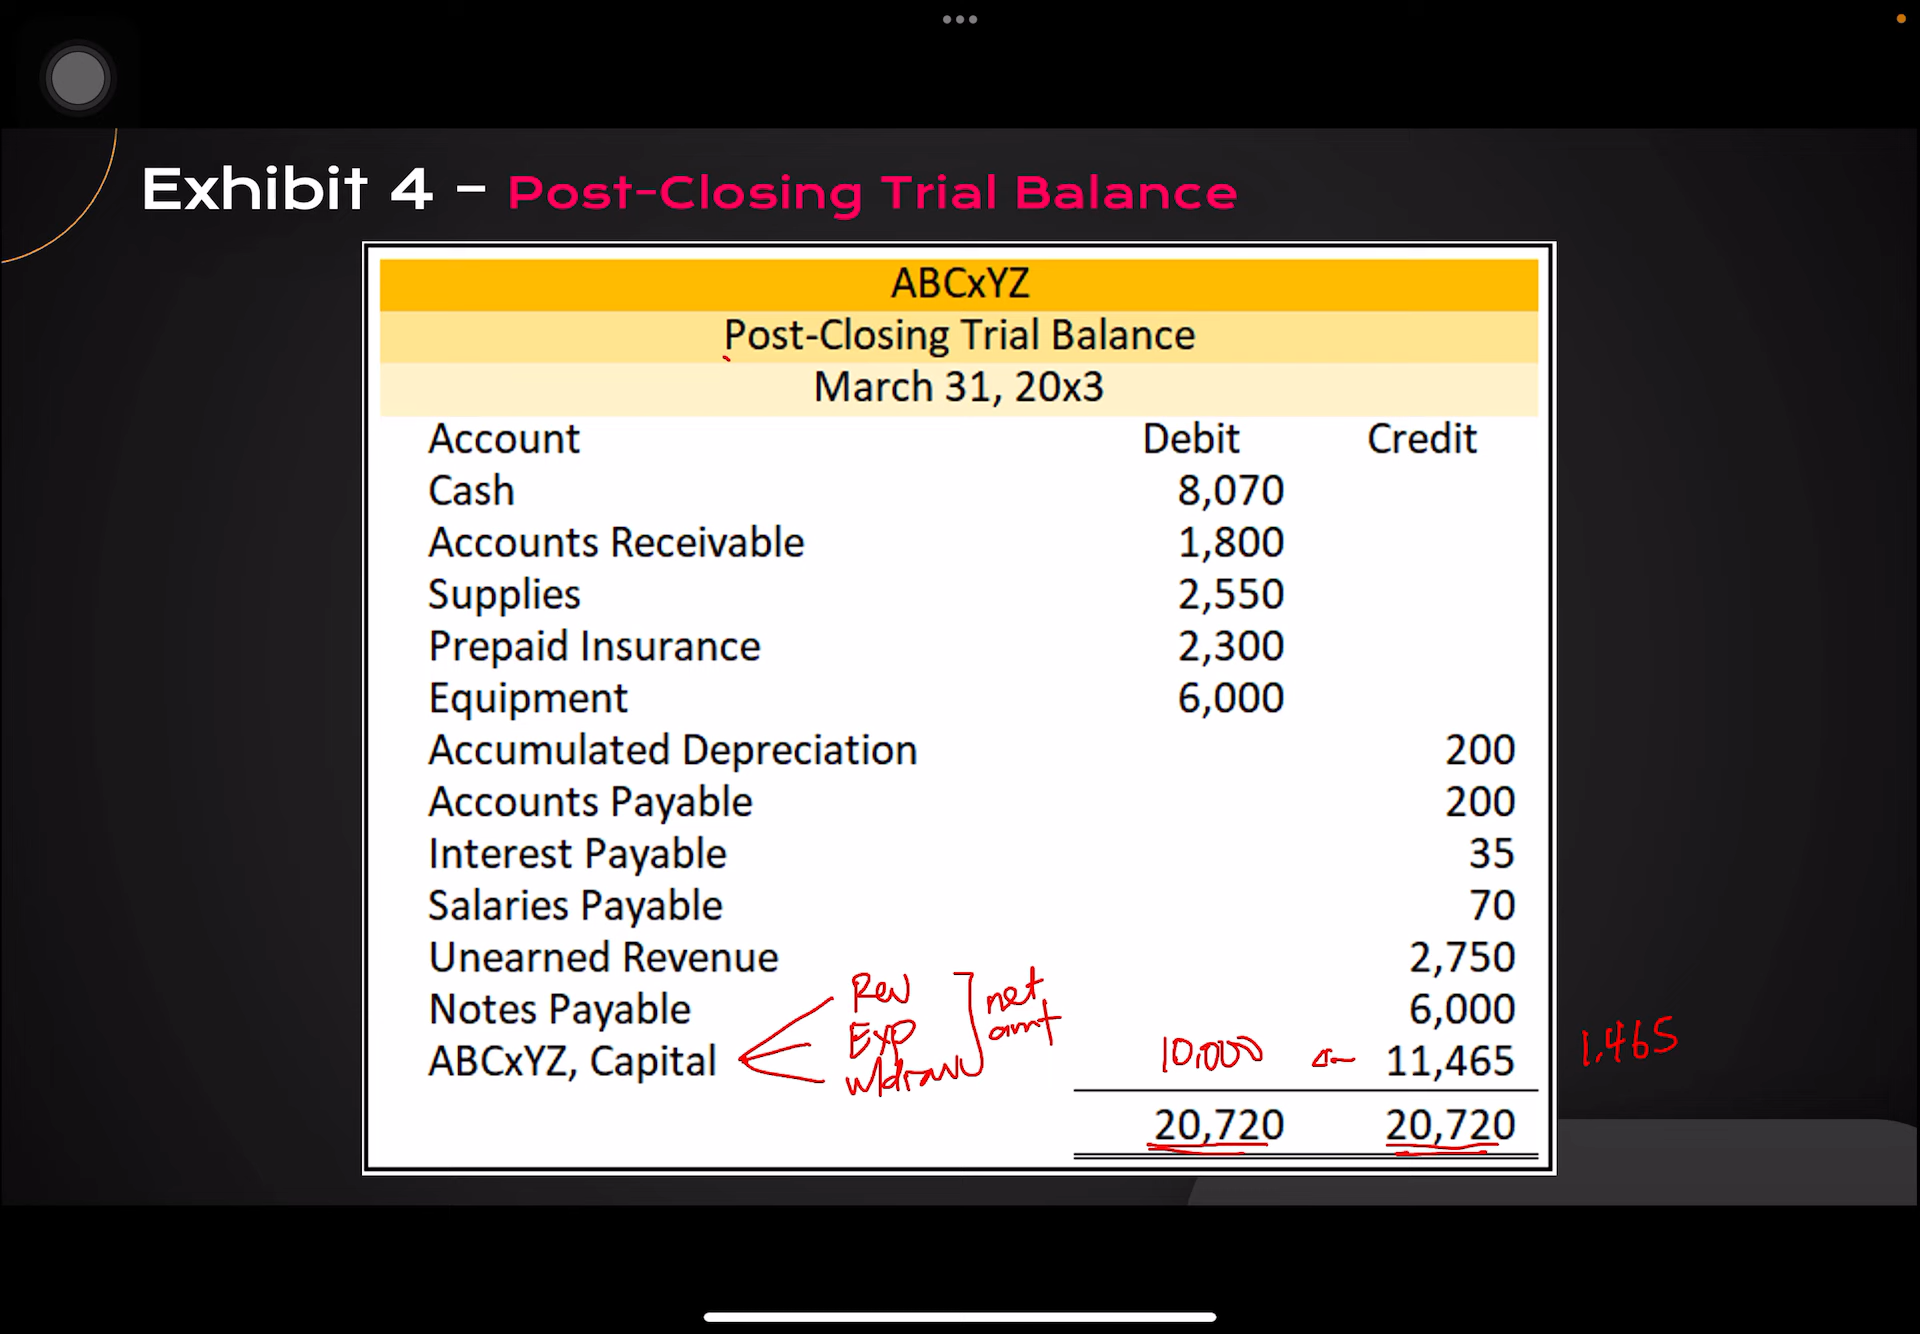 Exhibit 4 – Post-Closing Trial Balance
ABCxYZ
Post-Closing Trial Balance
March 31, 20x3
Account Debit Credit
Cash 8,070
Accounts Receivable 1,800
Supplies 2,550
Prepaid Insurance 2,300
Equipment 6,000
Accumulated Depreciation 200
Accounts Payable 200
Interest Payable 35
Salaries Payable 70
Unearned Revenue 2,750
Notes Payable Rev net 6,000
Exp amt
ABCxYZ, Capital wldraw 10,000 11,465 1,465
20,720 20,720